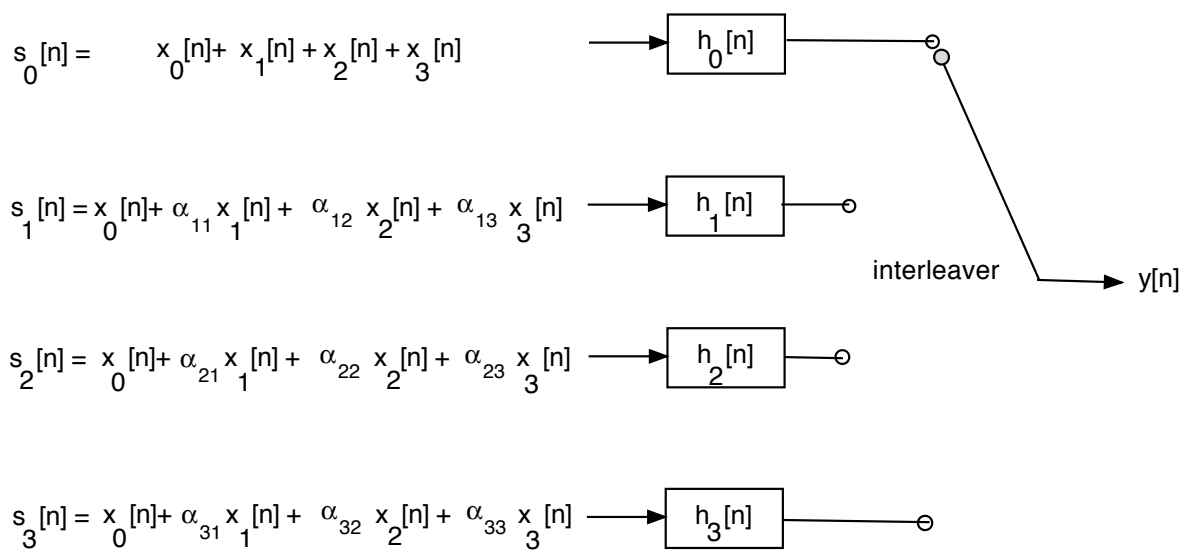 s₀[n] = x₀[n]+ x₁[n] + x₂[n] + x₃[n]
h₀[n]
s₁[n] = x₀[n]+ α₁₁ x₁[n] + α₁₂ x₂[n] + α₁₃ x₃[n]
h₁[n]
interleaver
y[n]
s₂[n] = x₀[n]+ α₂₁ x₁[n] + α₂₂ x₂[n] + α₂₃ x₃[n]
h₂[n]
s₃[n] = x₀[n]+ α₃₁ x₁[n] + α₃₂ x₂[n] + α₃₃ x₃[n]
h₃[n]